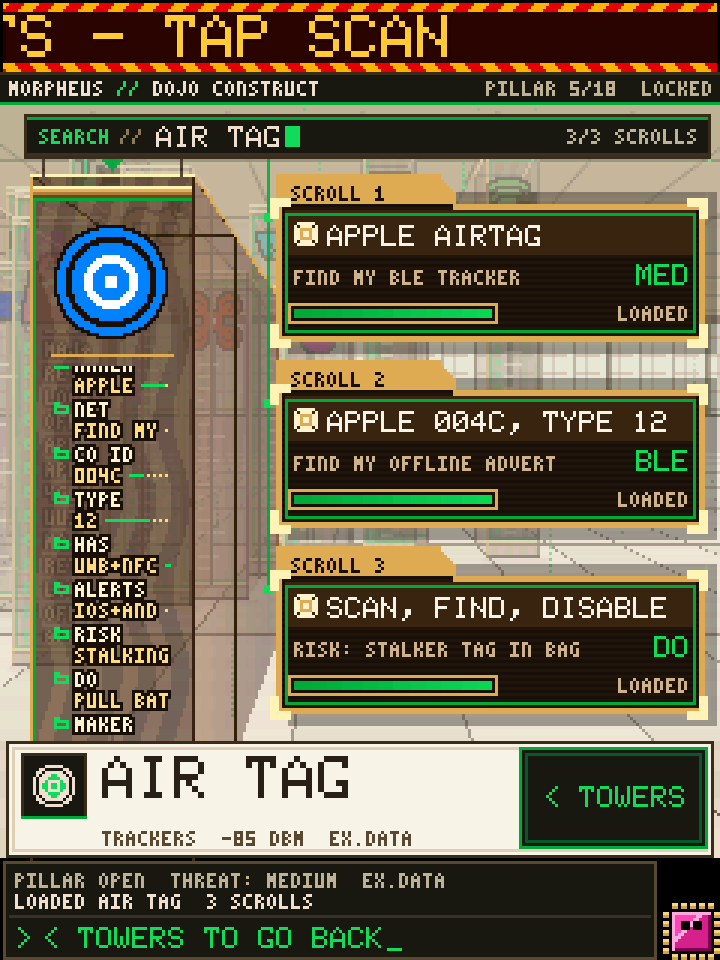 'S - TAP SCAN
MORPHEUS // DOJO CONSTRUCT PILLAR 5/18 LOCKED
SEARCH // AIR TAG 3/3 SCROLLS
APPLE
NET
FIND MY
CO ID
004C
TYPE
12
HAS
UWB+NFC
ALERTS
IOS+AND
RISK
STALKING
DO
PULL BAT
MAKER
SCROLL 1
APPLE AIRTAG
FIND MY BLE TRACKER MED
LOADED
SCROLL 2
APPLE 004C, TYPE 12
FIND MY OFFLINE ADVERT BLE
LOADED
SCROLL 3
SCAN, FIND, DISABLE
RISK: STALKER TAG IN BAG DO
LOADED
AIR TAG
TRACKERS -85 DBM EX.DATA
< TOWERS
PILLAR OPEN THREAT: MEDIUM EX.DATA
LOADED AIR TAG 3 SCROLLS
> < TOWERS TO GO BACK_